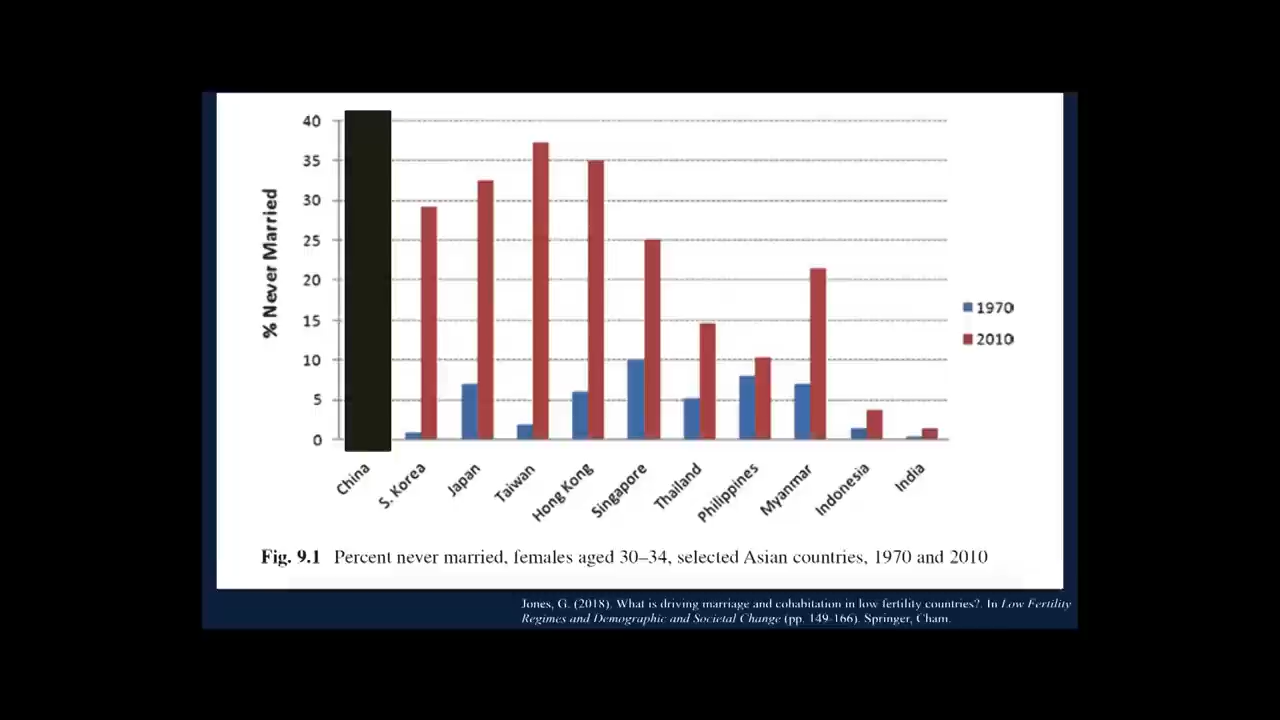 40
35
30
25
20
15
10
5
0
% Never Married
China
S. Korea
Japan
Taiwan
Hong Kong
Singapore
Thailand
Philippines
Myanmar
Indonesia
India
1970
2010
Fig. 9.1 Percent never married, females aged 30–34, selected Asian countries, 1970 and 2010
Jones, G. (2018). What is driving marriage and cohabitation in low fertility countries?. In Low Fertility
Regimes and Demographic and Societal Change (pp. 149-166). Springer, Cham.